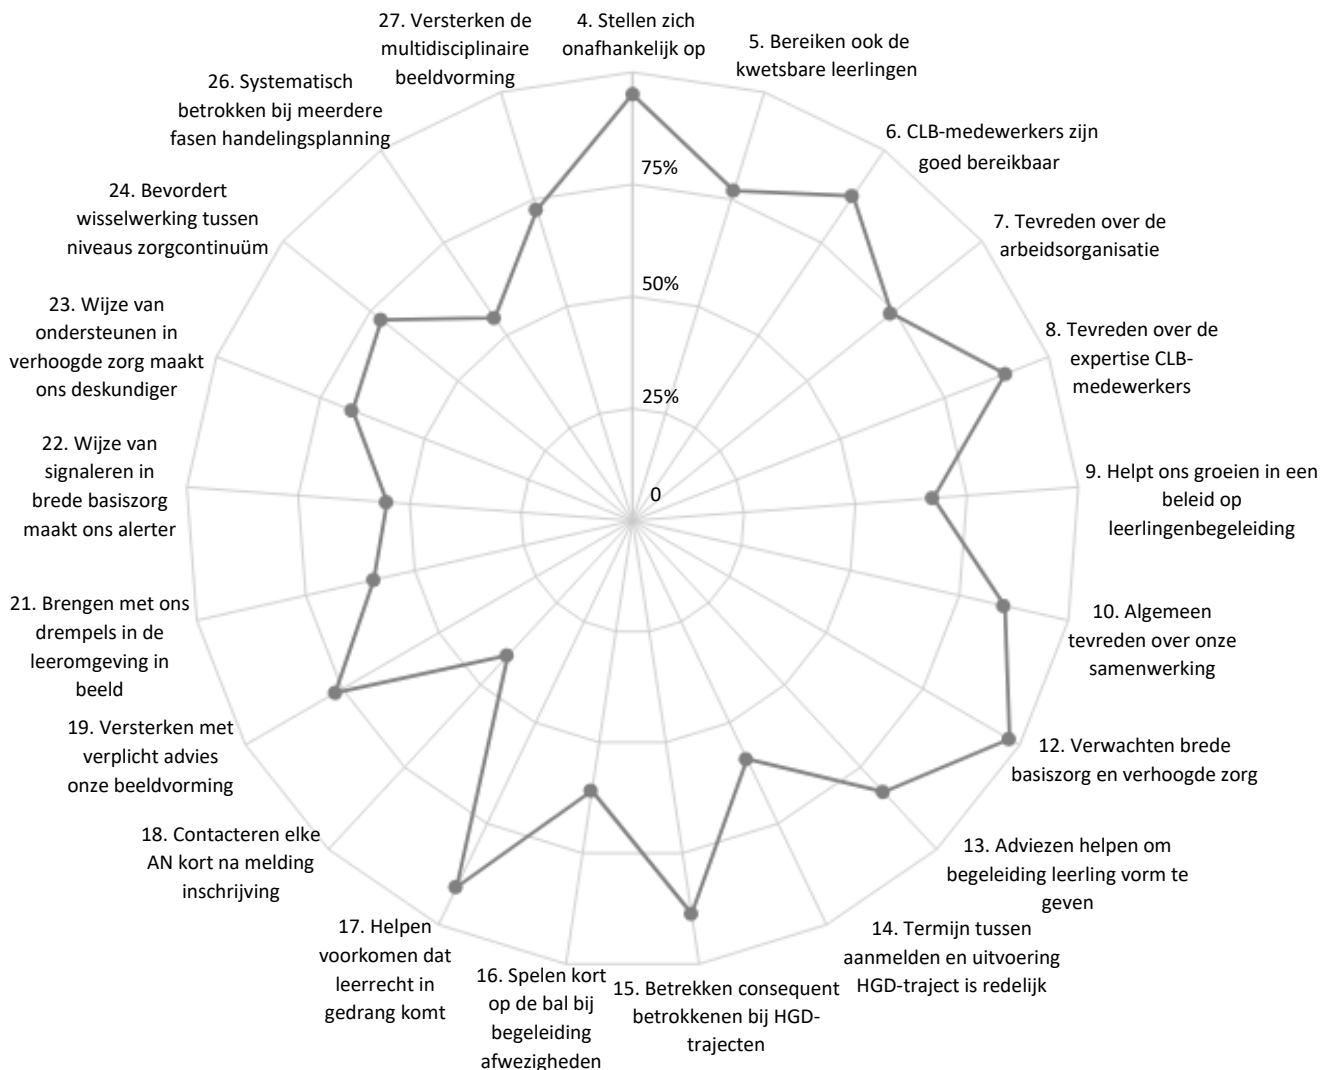 4. Stellen zich
onafhankelijk op
5. Bereiken ook de
kwetsbare leerlingen
6. CLB-medewerkers zijn
goed bereikbaar
7. Tevreden over de
arbeidsorganisatie
8. Tevreden over de
expertise CLB-
medewerkers
9. Helpt ons groeien in een
beleid op
leerlingenbegeleiding
10. Algemeen
tevreden over onze
samenwerking
12. Verwachten brede
basiszorg en verhoogde zorg
13. Adviezen helpen om
begeleiding leerling vorm te
geven
14. Termijn tussen
aanmelden en uitvoering
HGD-traject is redelijk
15. Betrekken consequent
betrokkenen bij HGD-
trajecten
16. Spelen kort
op de bal bij
begeleiding
afwezigheden
17. Helpen
voorkomen dat
leerrecht in
gedrang komt
18. Contacteren elke
AN kort na melding
inschrijving
19. Versterken met
verplicht advies
onze beeldvorming
21. Brengen met ons
drempels in de
leeromgeving in
beeld
22. Wijze van
signaleren in
brede basiszorg
maakt ons alerter
23. Wijze van
ondersteunen in
verhoogde zorg maakt
ons deskundiger
24. Bevordert
wisselwerking tussen
niveaus zorgcontinuüm
26. Systematisch
betrokken bij meerdere
fasen handelingsplanning
27. Versterken de
multidisciplinaire
beeldvorming
75%
50%
25%
0